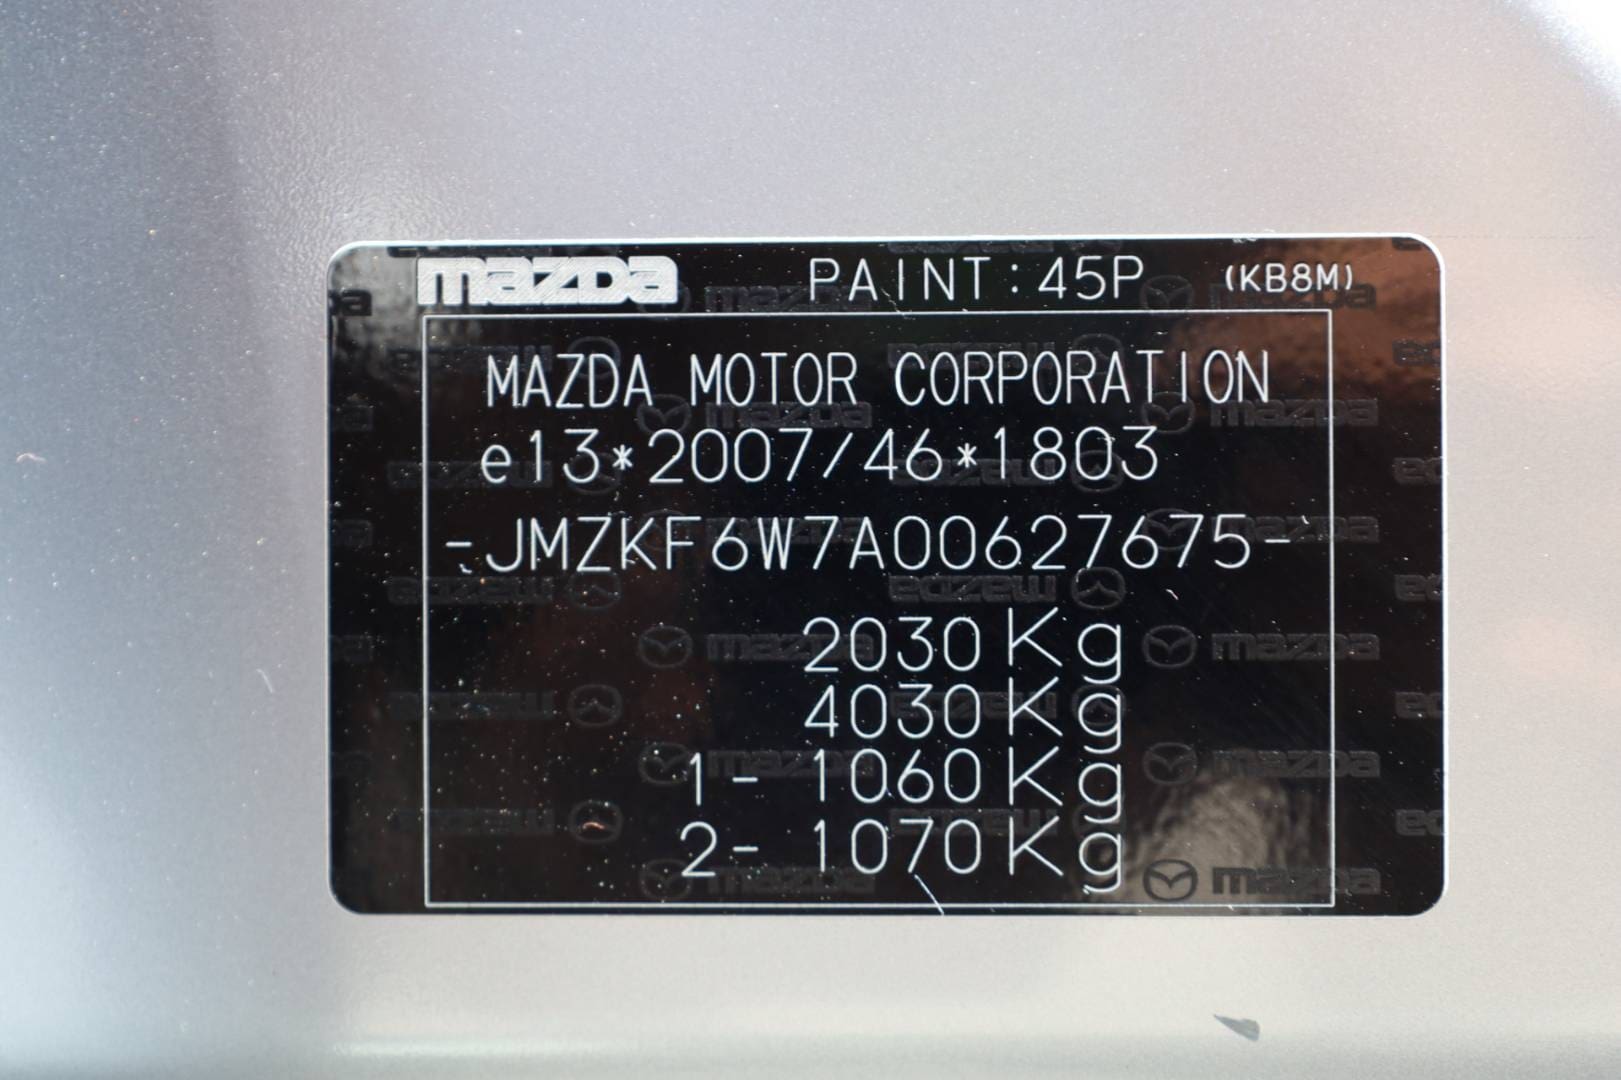 mazda PAINT:45P (KB8M)
MAZDA MOTOR CORPORATION
e13*2007/46*1803
-JMZKF6W7A00627675-
2030Kg
4030Kg
1- 1060Kg
2- 1070Kg